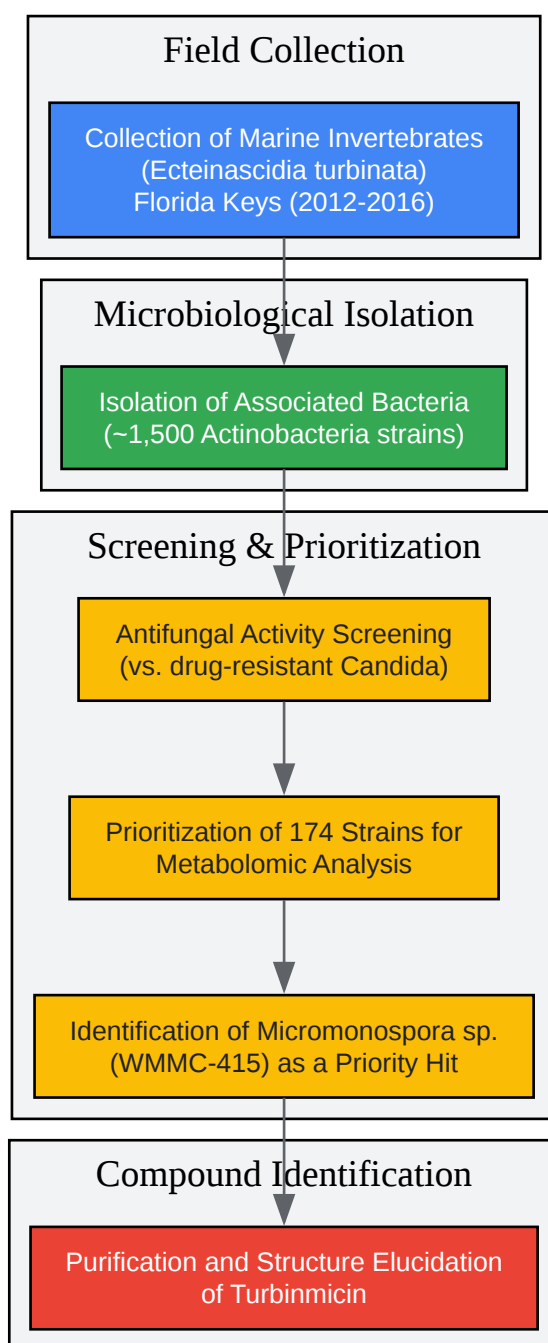 Field Collection
Collection of Marine Invertebrates
(Ecteinascidia turbinata)
Florida Keys (2012-2016)
Microbiological Isolation
Isolation of Associated Bacteria
(~1,500 Actinobacteria strains)
Screening & Prioritization
Antifungal Activity Screening
(vs. drug-resistant Candida)
Prioritization of 174 Strains for
Metabolomic Analysis
Identification of Micromonospora sp.
(WMMC-415) as a Priority Hit
Compound Identification
Purification and Structure Elucidation
of Turbinmicin